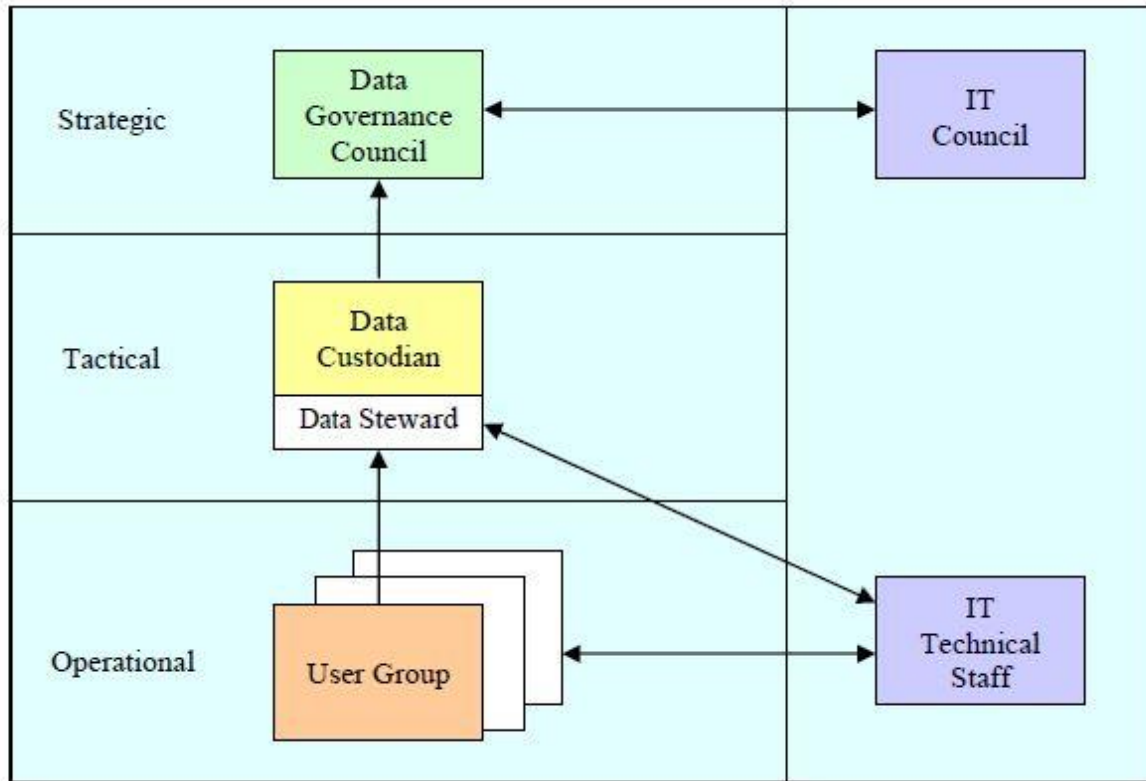 Strategic
Data
Governance
Council
IT
Council
Tactical
Data
Custodian
Data Steward
Operational
User Group
IT
Technical
Staff